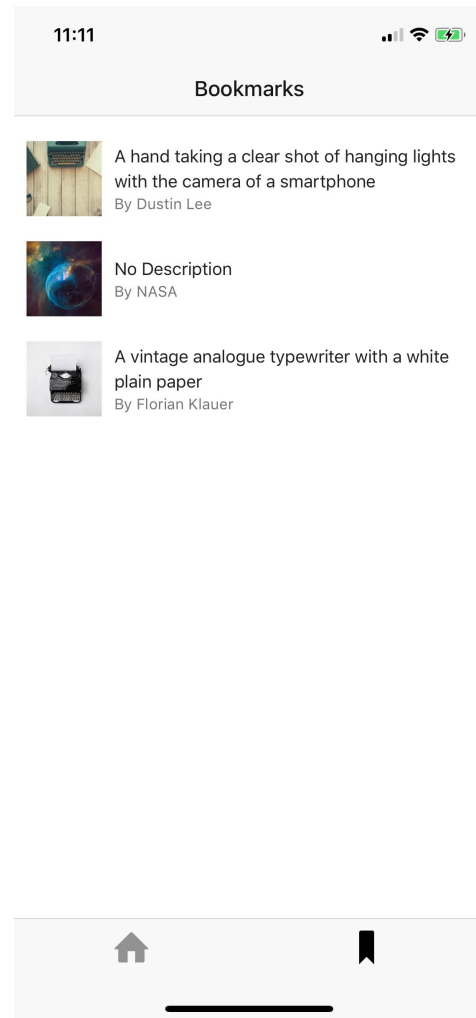 11:11
Bookmarks
A hand taking a clear shot of hanging lights
with the camera of a smartphone
By Dustin Lee
No Description
By NASA
A vintage analogue typewriter with a white
plain paper
By Florian Klauer